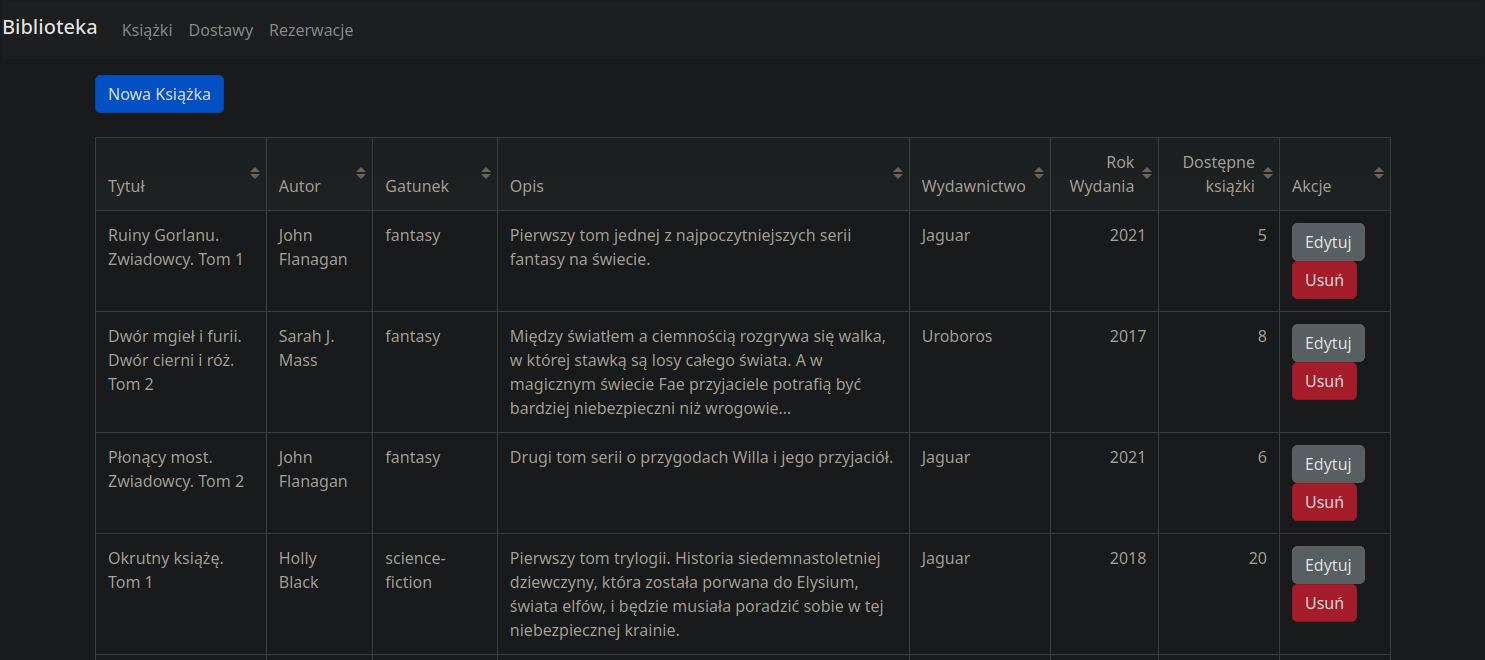 Biblioteka Książki Dostawy Rezerwacje
Nowa Książka
Tytuł Autor Gatunek Opis Wydawnictwo Rok Wydania Dostępne książki Akcje
Ruiny Gorlanu. Zwiadowcy. Tom 1
John Flanagan
fantasy
Pierwszy tom jednej z najpoczytniejszych serii
fantasy na świecie.
Jaguar
2021
5
Edytuj
Usuń
Dwór mgieł i furii. Dwór cierni i róż. Tom 2
Sarah J. Mass
fantasy
Między światłem a ciemnością rozgrywa się walka,
w której stawką są losy całego świata. A w
magicznym świecie Fae przyjaciele potrafią być
bardziej niebezpieczni niż wrogowie...
Uroboros
2017
8
Edytuj
Usuń
Płonący most. Zwiadowcy. Tom 2
John Flanagan
fantasy
Drugi tom serii o przygodach Willa i jego przyjaciół.
Jaguar
2021
6
Edytuj
Usuń
Okrutny książę. Tom 1
Holly Black
science-fiction
Pierwszy tom trylogii. Historia siedemnastoletniej
dziewczyny, która została porwana do Elysium,
świata elfów, i będzie musiała poradzić sobie w tej
niebezpiecznej krainie.
Jaguar
2018
20
Edytuj
Usuń